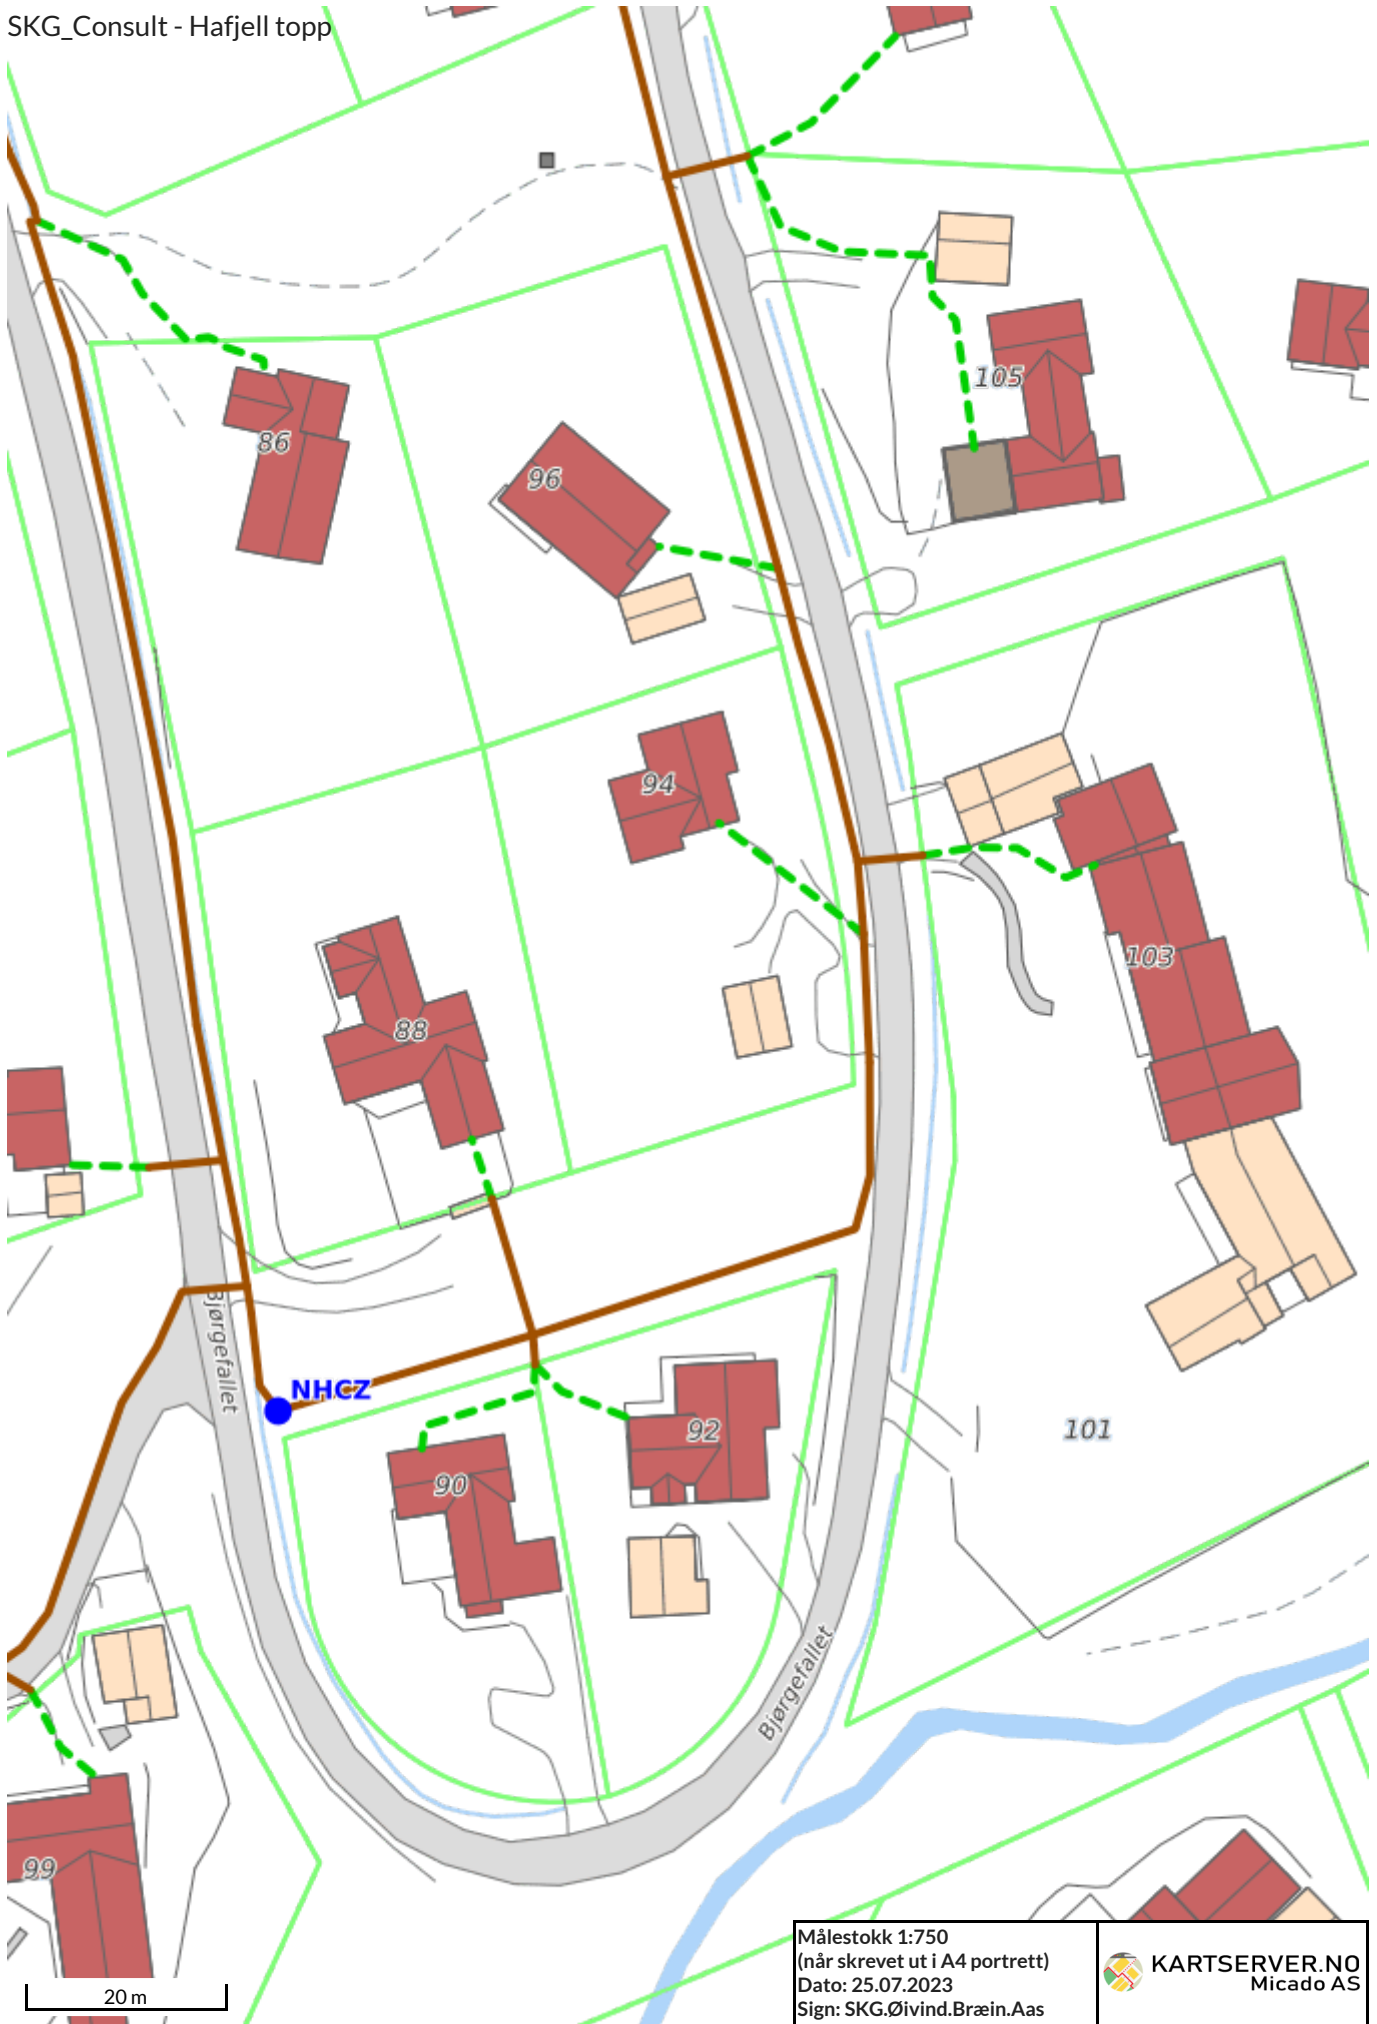 SKG_Consult - Hafjell topp
105
86
96
94
103
88
Bjørgefallet
NHCZ
92
101
90
Bjørgefallet
99
Målestokk 1:750
(når skrevet ut i A4 portrett)
Dato: 25.07.2023
Sign: SKG.Øivind.Bræin.Aas
KARTSERVER.NO
Micado AS
20 m